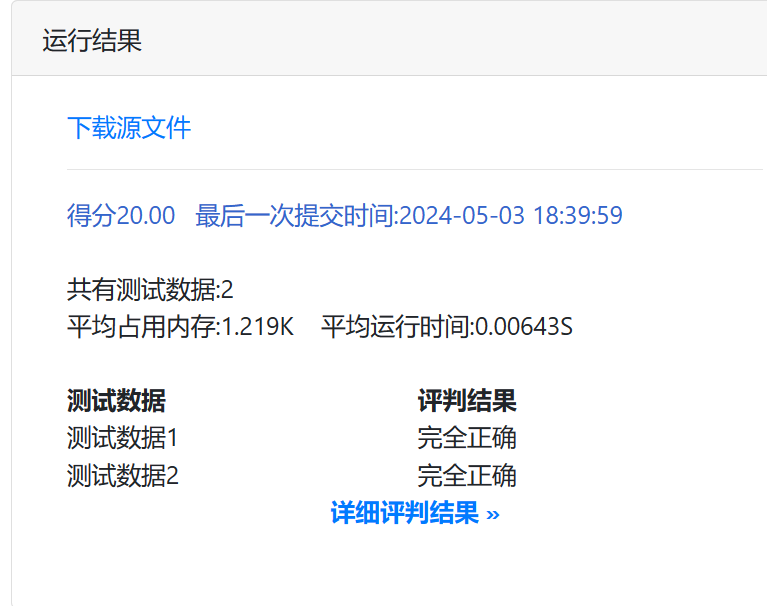 运行结果
下载源文件
得分20.00 最后一次提交时间:2024-05-03 18:39:59
共有测试数据:2
平均占用内存:1.219K 平均运行时间:0.00643S
测试数据 评判结果
测试数据1 完全正确
测试数据2 完全正确
详细评判结果 »